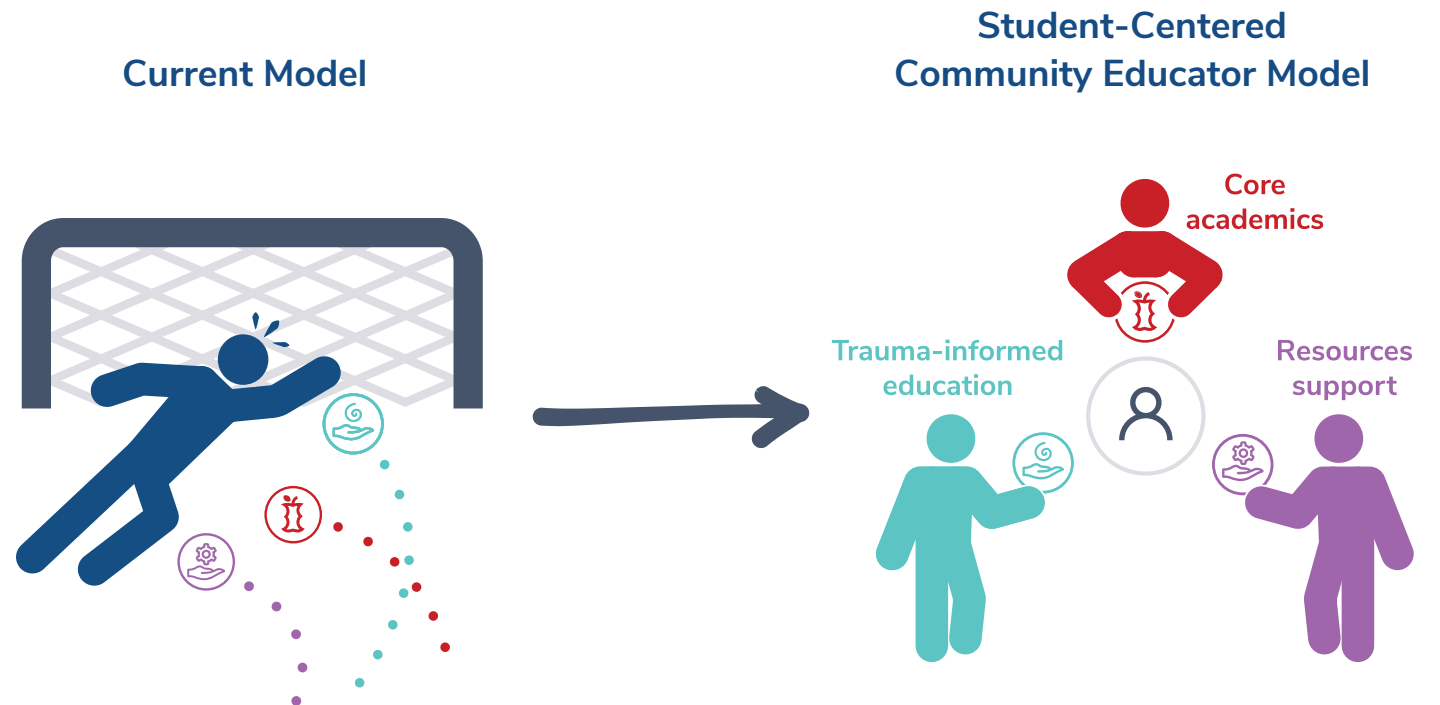 Current Model
Student-Centered
Community Educator Model
Core
academics
Trauma-informed
education
Resources
support